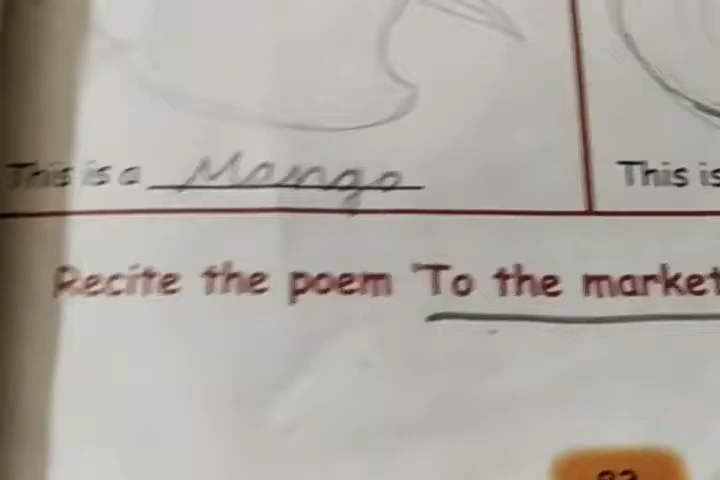 This is a Mango
This is
Recite the poem 'To the market